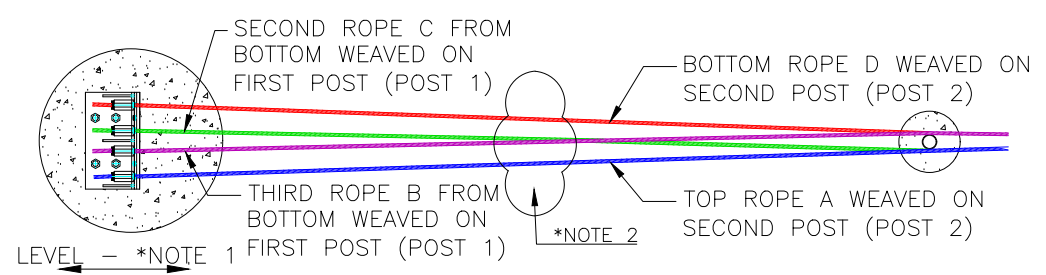 SECOND ROPE C FROM
BOTTOM WEAVED ON
FIRST POST (POST 1)
BOTTOM ROPE D WEAVED ON
SECOND POST (POST 2)
THIRD ROPE B FROM
BOTTOM WEAVED ON
FIRST POST (POST 1)
TOP ROPE A WEAVED ON
SECOND POST (POST 2)
*NOTE 2
LEVEL - *NOTE 1